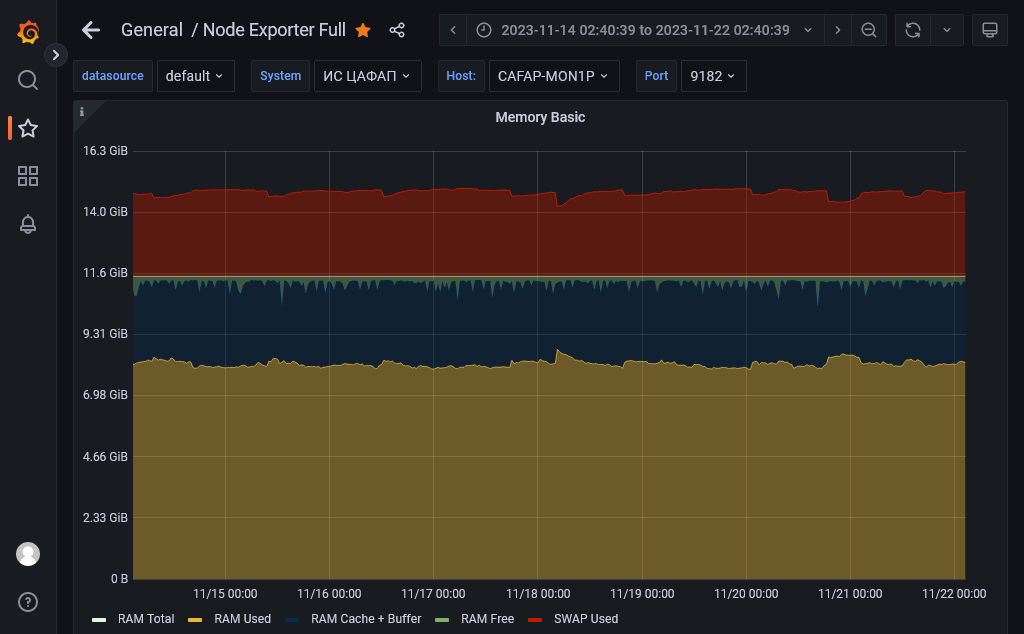 General / Node Exporter Full
2023-11-14 02:40:39 to 2023-11-22 02:40:39
datasource default System ИС ЦАФАП Host: CAFAP-MON1P Port 9182
i
Memory Basic
16.3 GiB
14.0 GiB
11.6 GiB
9.31 GiB
6.98 GiB
4.66 GiB
2.33 GiB
0 B
11/15 00:00 11/16 00:00 11/17 00:00 11/18 00:00 11/19 00:00 11/20 00:00 11/21 00:00 11/22 00:00
RAM Total RAM Used RAM Cache + Buffer RAM Free SWAP Used